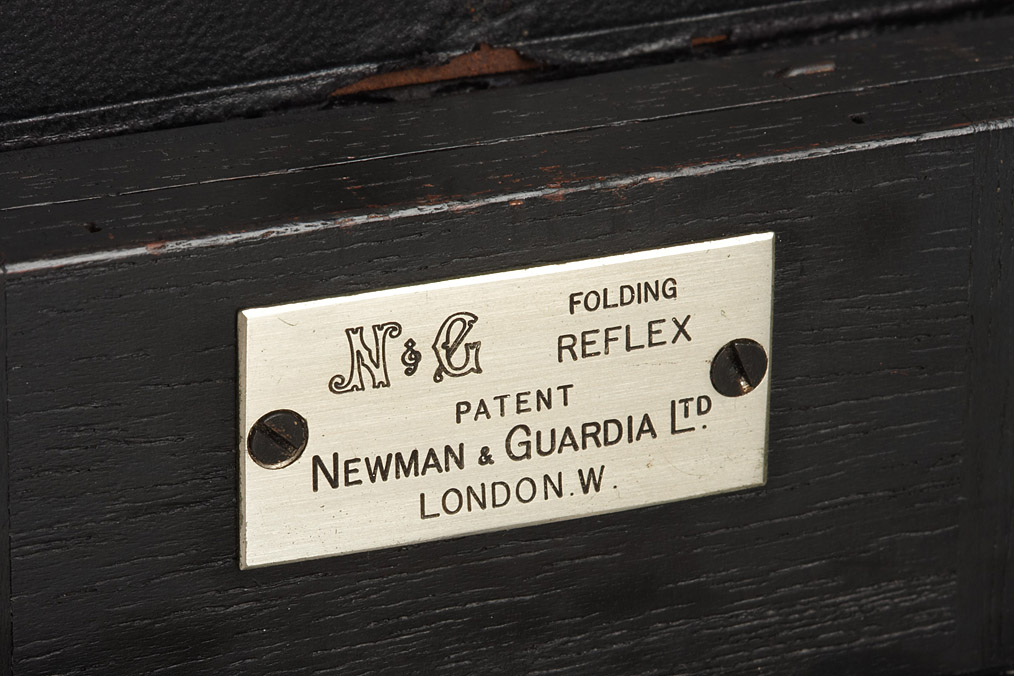 N & G FOLDING
REFLEX
PATENT
NEWMAN & GUARDIA LTD.
LONDON. W.